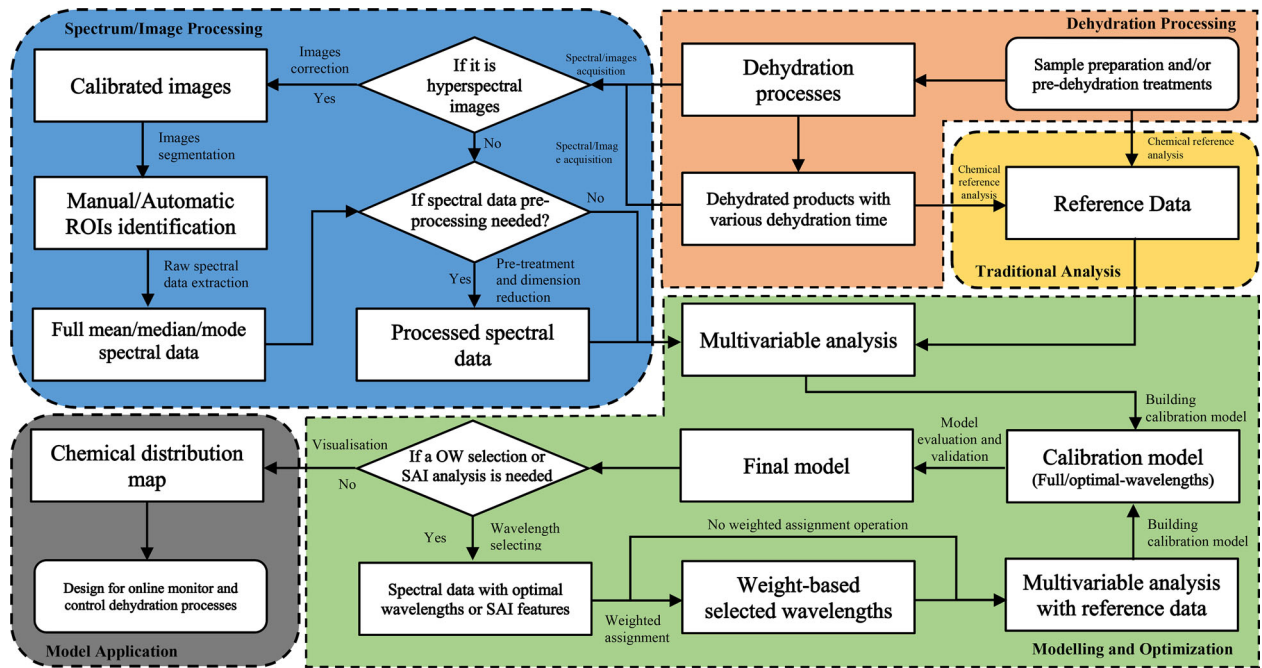 Spectrum/Image Processing
Calibrated images
Images
correction
Yes
If it is
hyperspectral
images
Spectral/images
acquisition
Images
segmentation
No
Spectral/Imag
e acquisition
Manual/Automatic
ROIs identification
If spectral data pre-
processing needed?
No
Raw spectral
data extraction
Yes
Pre-treatment
and dimension
reduction
Full mean/median/mode
spectral data
Processed spectral
data
Dehydration Processing
Dehydration
processes
Sample preparation and/or
pre-dehydration treatments
Chemical reference
analysis
Dehydrated products with
various dehydration time
Chemical
reference
analysis
Reference Data
Traditional Analysis
Multivariable analysis
Building
calibration model
Model
evaluation and
validation
Calibration model
(Full/optimal-wavelengths)
Final model
If a OW selection or
SAI analysis is needed
Visualisation
No
Chemical distribution
map
Design for online monitor and
control dehydration processes
Model Application
Yes
Wavelength
selecting
No weighted assignment operation
Building
calibration model
Spectral data with optimal
wavelengths or SAI features
Weighted
assignment
Weight-based
selected wavelengths
Multivariable analysis
with reference data
Modelling and Optimization